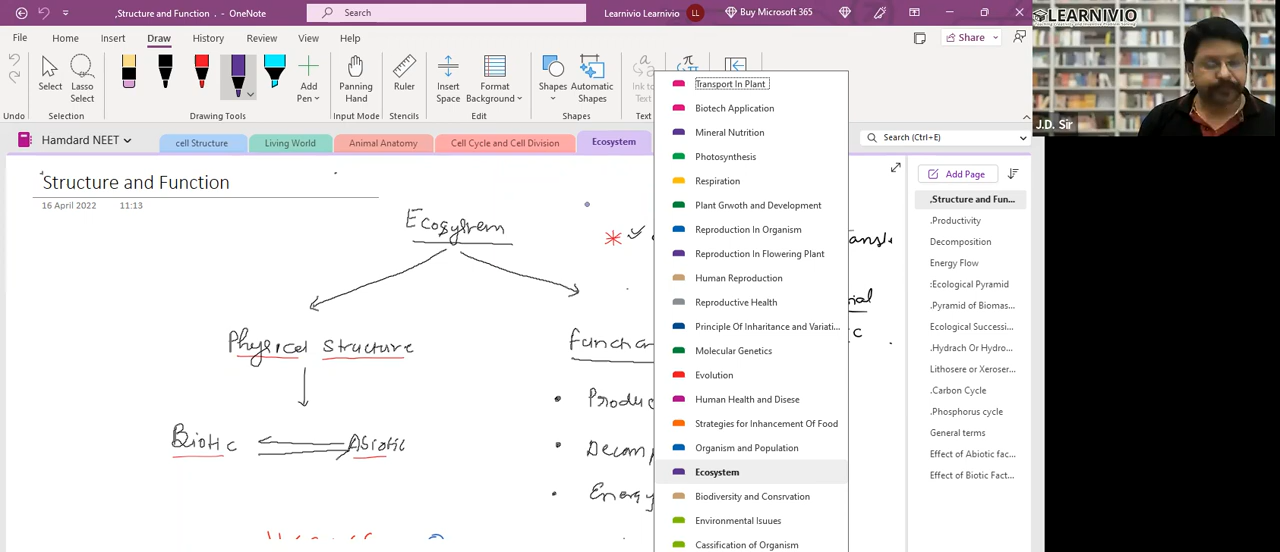 ,Structure and Function - OneNote
Search
Learnivio Learnivio
LL
Buy Microsoft 365
LEARNIVIO
File
Home
Insert
Draw
History
Review
View
Help
Share
Select
Lasso
Select
Add
Pen
Panning
Hand
Ruler
Insert
Space
Format
Background
Shapes
Automatic
Shapes
Ink to
Text
π
Drawing Tools
Stencils
Edit
Shapes
J.D. Sir
Hamdard NEET
cell Structure
Living World
Animal Anatomy
Cell Cycle and Cell Division
Ecosystem
Search (Ctrl+E)
Structure and Function
16 April 2022
11:13
Ecosystem
Physical structure
Biotic
Abiotic
Produc
Decomp
Energy
Transport In Plant
Biotech Application
Mineral Nutrition
Photosynthesis
Respiration
Plant Grwoth and Development
Reproduction In Organism
Reproduction In Flowering Plant
Human Reproduction
Reproductive Health
Principle Of Inharitance and Variati...
Molecular Genetics
Evolution
Human Health and Disese
Strategies for Inhancement Of Food
Organism and Population
Ecosystem
Biodiversity and Consrvation
Environmental Isuues
Cassification of Organism
Add Page
,Structure and Fun...
.Productivity
Decomposition
Energy Flow
:Ecological Pyramid
.Pyramid of Biomas...
Ecological Successi...
.Hydrach Or Hydro...
Lithosere or Xeroser...
.Carbon Cycle
.Phosphorus cycle
General terms
Effect of Abiotic fac...
Effect of Biotic Fact...